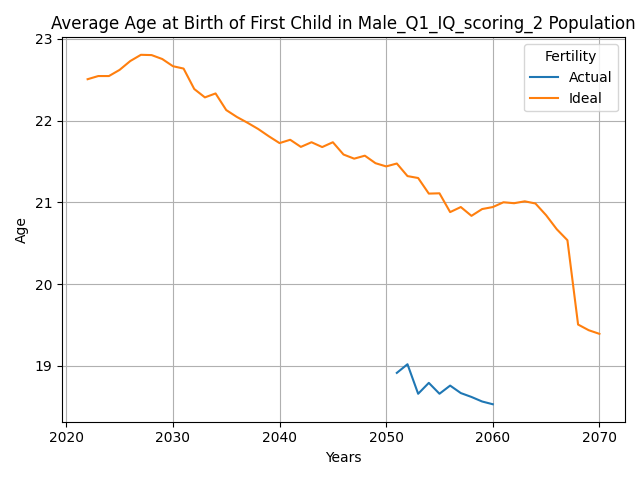 Average Age at Birth of First Child in Male_Q1_IQ_scoring_2 Population
Fertility
Actual
Ideal
Age
23
22
21
20
19
2020 2030 2040 2050 2060 2070
Years